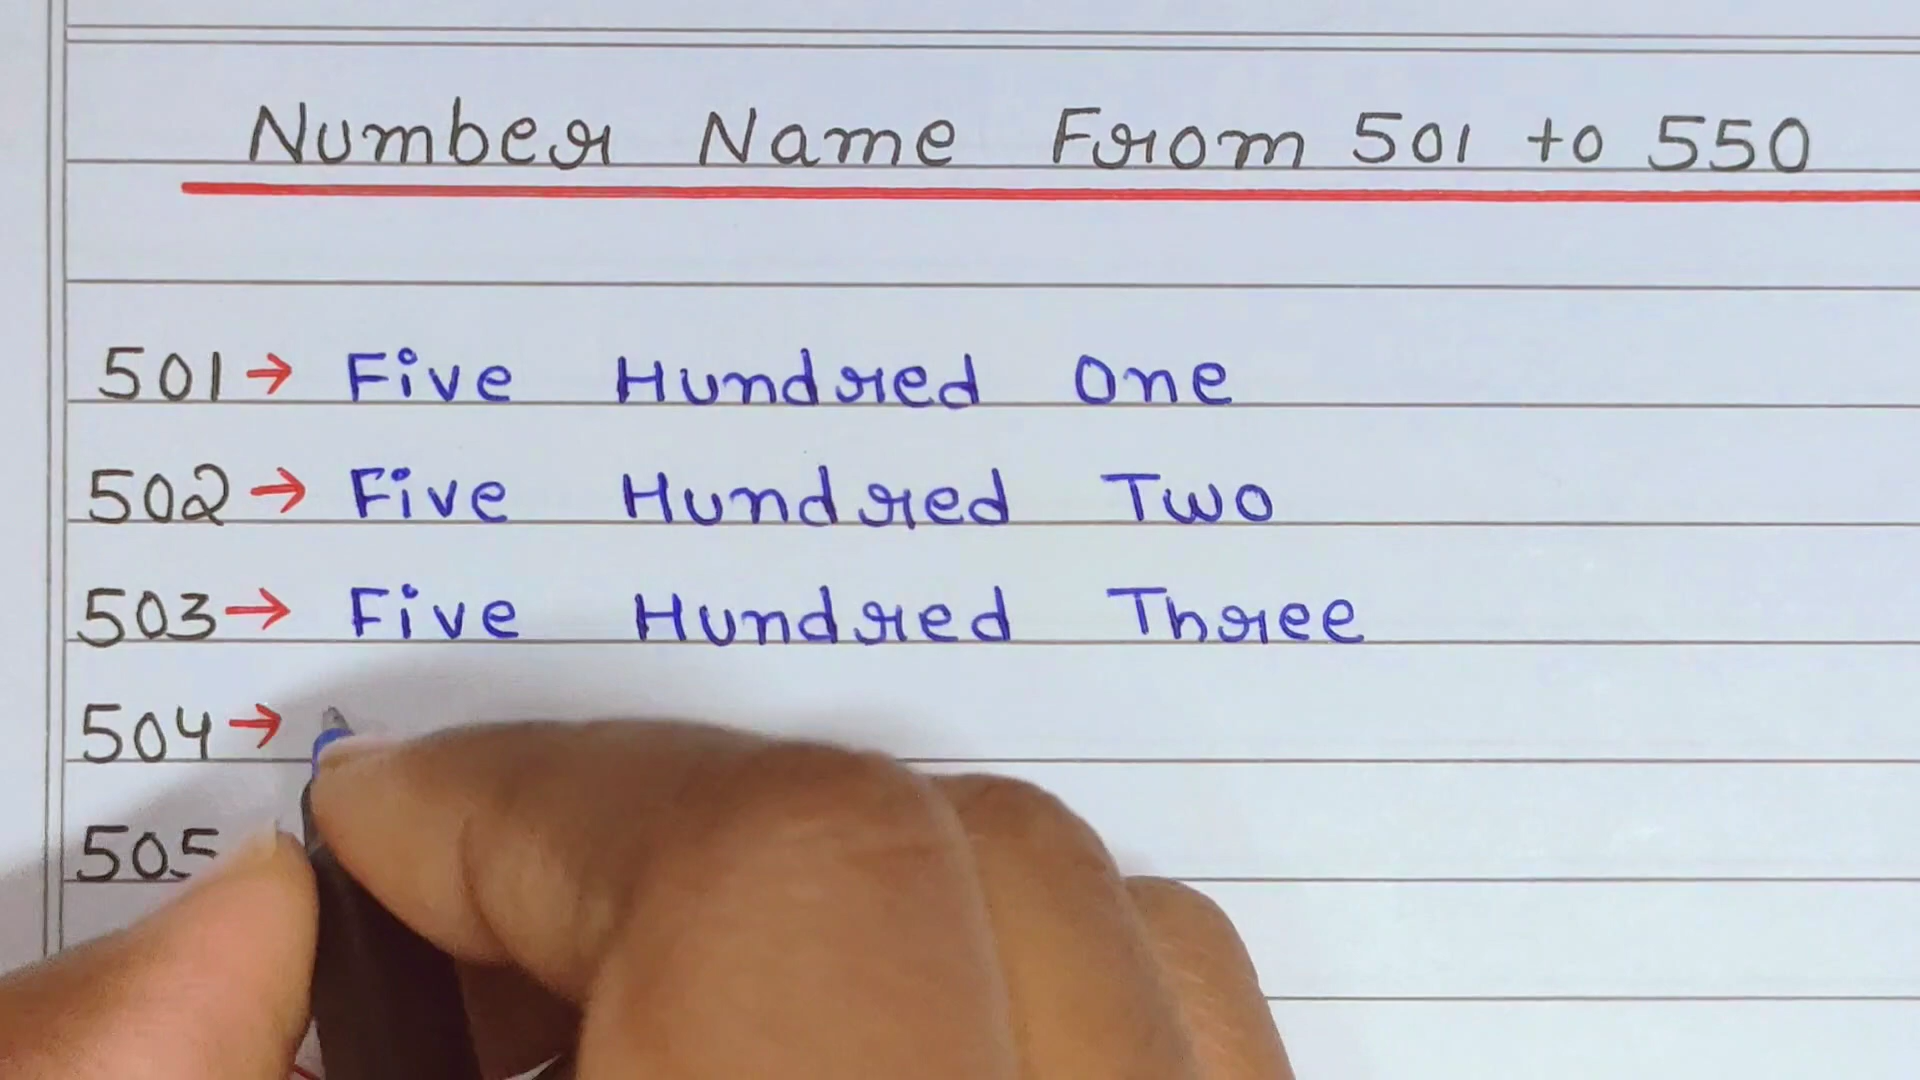 Number Name From 501 to 550
501 → Five Hundred One
502 → Five Hundred Two
503 → Five Hundred Three
504 →
505